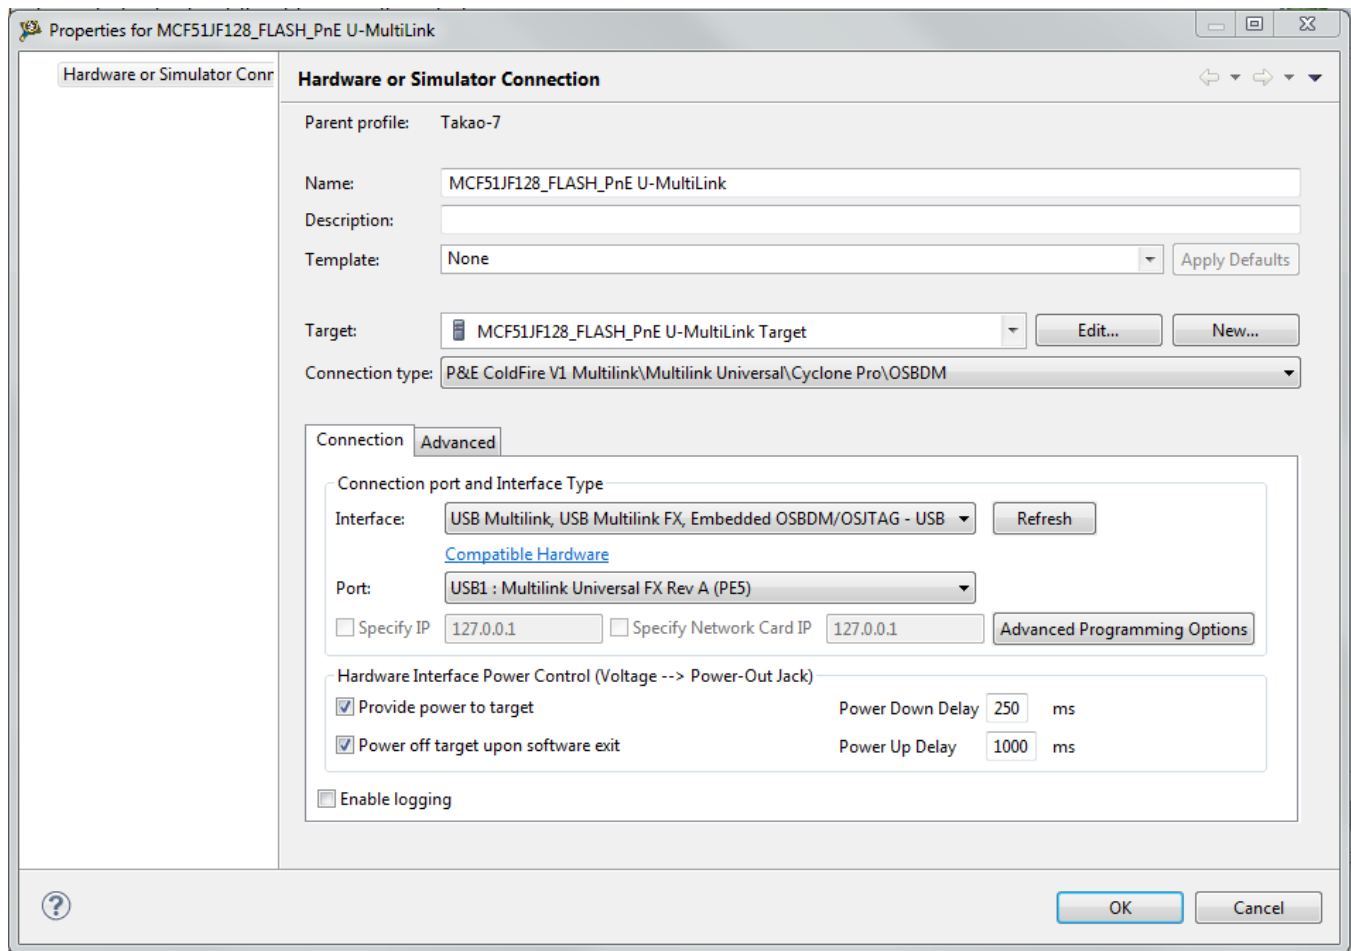 Properties for MCF51JF128_FLASH_PnE U-MultiLink
Hardware or Simulator Conn
Hardware or Simulator Connection
Parent profile: Takao-7
Name: MCF51JF128_FLASH_PnE U-MultiLink
Description:
Template: None Apply Defaults
Target: MCF51JF128_FLASH_PnE U-MultiLink Target Edit... New...
Connection type: P&E ColdFire V1 Multilink\Multilink Universal\Cyclone Pro\OSBDM
Connection Advanced
Connection port and Interface Type
Interface: USB Multilink, USB Multilink FX, Embedded OSBDM/OSJTAG - USB Refresh
Compatible Hardware
Port: USB1 : Multilink Universal FX Rev A (PE5)
Specify IP 127.0.0.1 Specify Network Card IP 127.0.0.1 Advanced Programming Options
Hardware Interface Power Control (Voltage --> Power-Out Jack)
Provide power to target Power Down Delay 250 ms
Power off target upon software exit Power Up Delay 1000 ms
Enable logging
? OK Cancel